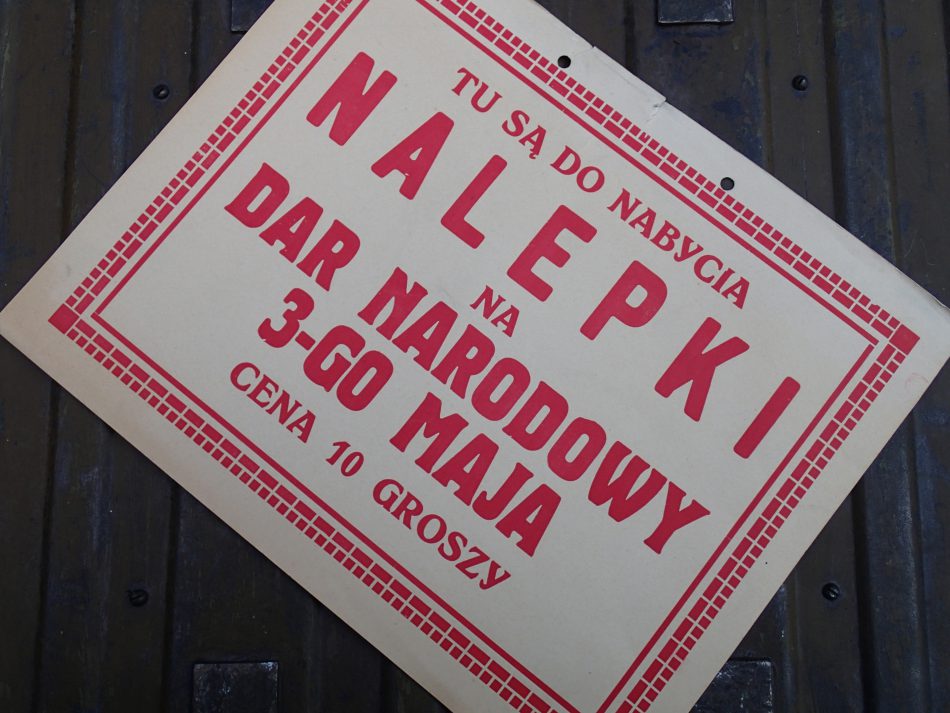 TU SĄ DO NABYCIA
NALEPKI
NA
DAR NARODOWY
3-GO MAJA
CENA 10 GROSZY